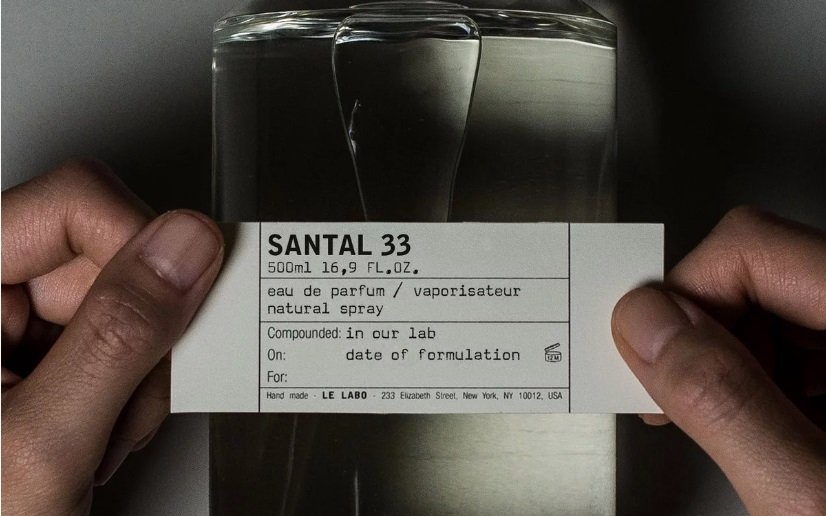 SANTAL 33
500ml 16,9 FL.OZ.
eau de parfum / vaporisateur
natural spray
Compounded: in our lab
On: date of formulation
12 M
For:
Hand made - LE LABO - 233 Elizabeth Street, New York, NY 10012, USA